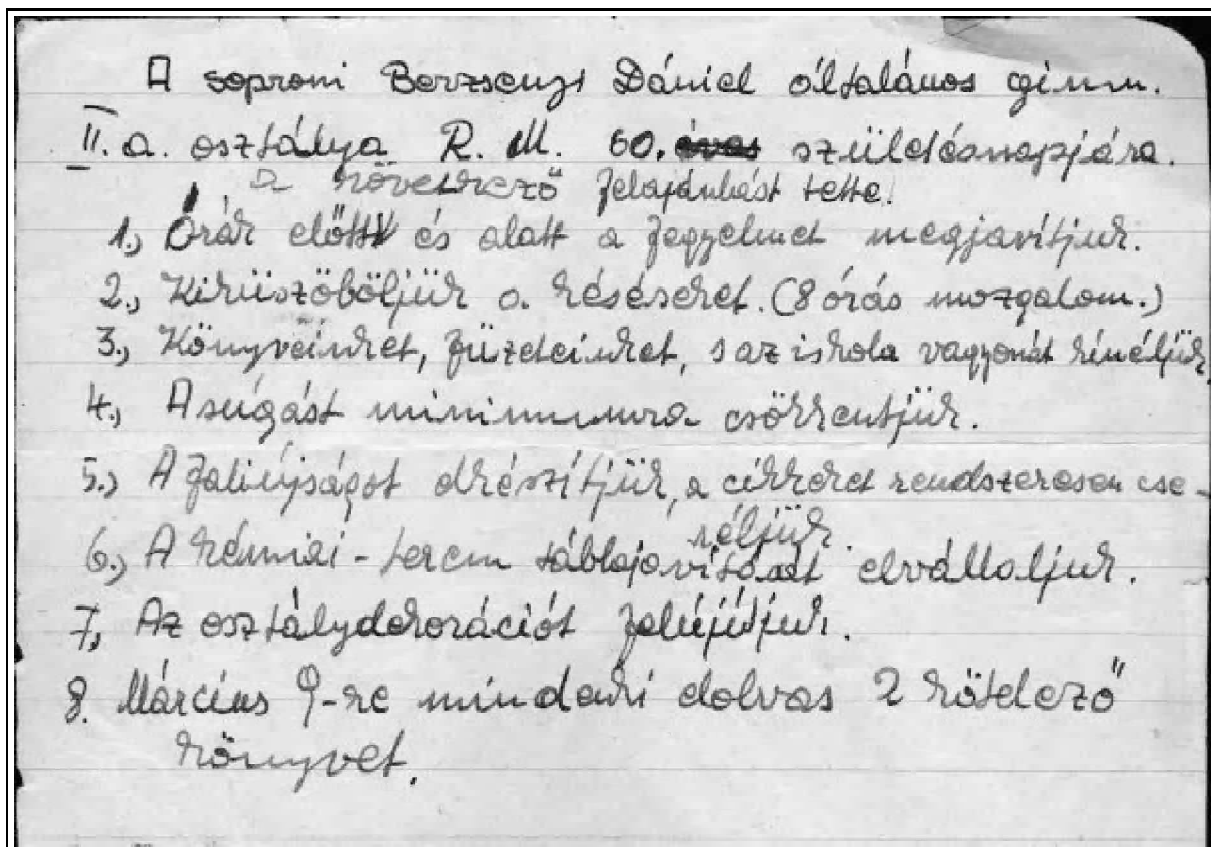 A soproni Berzsenyi Dániel általános gimn.
II. a. osztálya R. M. 60. éves születésnapjára
a következő felajánlást tette.
1., Órák előtt és alatt a fegyelmet megjavítjuk.
2., Kiküszöböljük a késéseket. (8 órás mozgalom.)
3., Könyveinket, füzeteinket, s az iskola vagyonát kíméljük.
4., A súgást minimumra csökkentjük.
5.) A faliújságot elkészítjük, a cikkeket rendszeresen cse-
réljük.
6.) A kémiai-terem táblajavítását elvállaljuk.
7., Az osztálydekorációt felújítjuk.
8. Március 9-re mindenki elolvas 2 kötelező
könyvet.